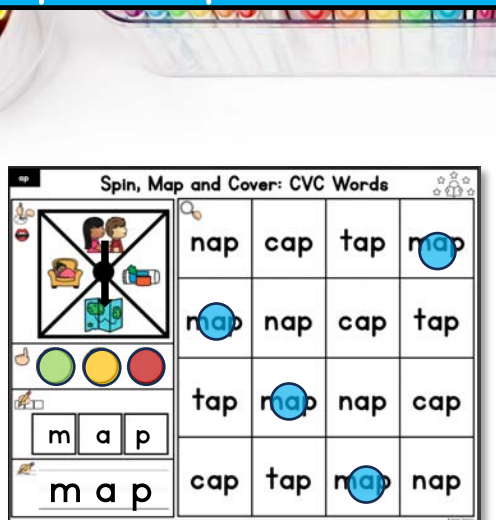 ap
Spin, Map and Cover: CVC Words
nap cap tap map
map nap cap tap
tap map nap cap
cap tap map nap
m a p
m a p